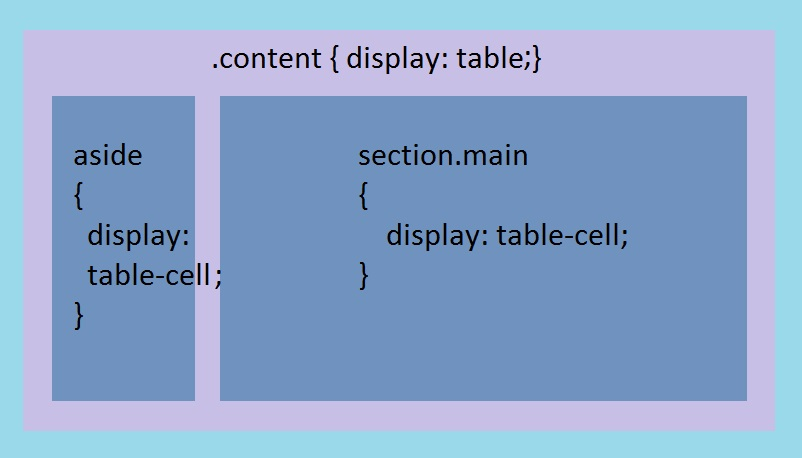 .content { display: table;}
aside
{
display:
table-cell;
}
section.main
{
display: table-cell;
}